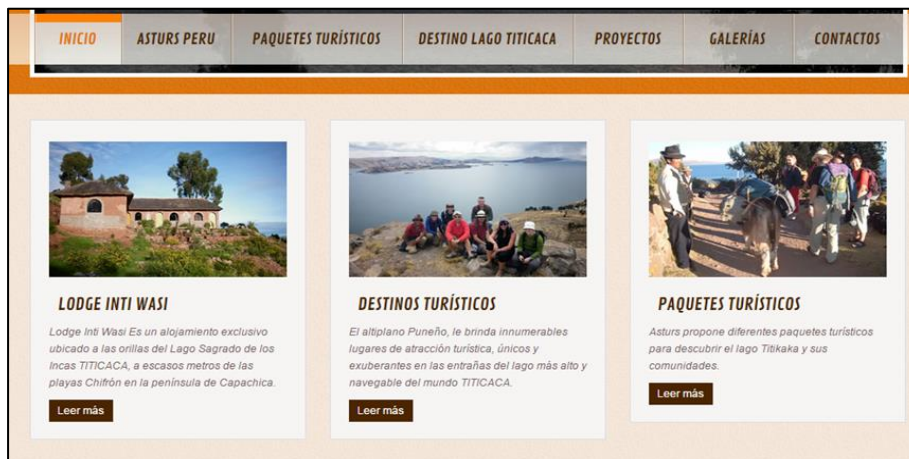 INICIO ASTURS PERU PAQUETES TURÍSTICOS DESTINO LAGO TITICACA PROYECTOS GALERÍAS CONTACTOS
LODGE INTI WASI
Lodge Inti Wasi Es un alojamiento exclusivo
ubicado a las orillas del Lago Sagrado de los
Incas TITICACA, a escasos metros de las
playas Chifrón en la península de Capachica.
Leer más
DESTINOS TURÍSTICOS
El altiplano Puneño, le brinda innumerables
lugares de atracción turística, únicos y
exuberantes en las entrañas del lago más alto y
navegable del mundo TITICACA.
Leer más
PAQUETES TURÍSTICOS
Asturs propone diferentes paquetes turísticos
para descubrir el lago Titikaka y sus
comunidades.
Leer más